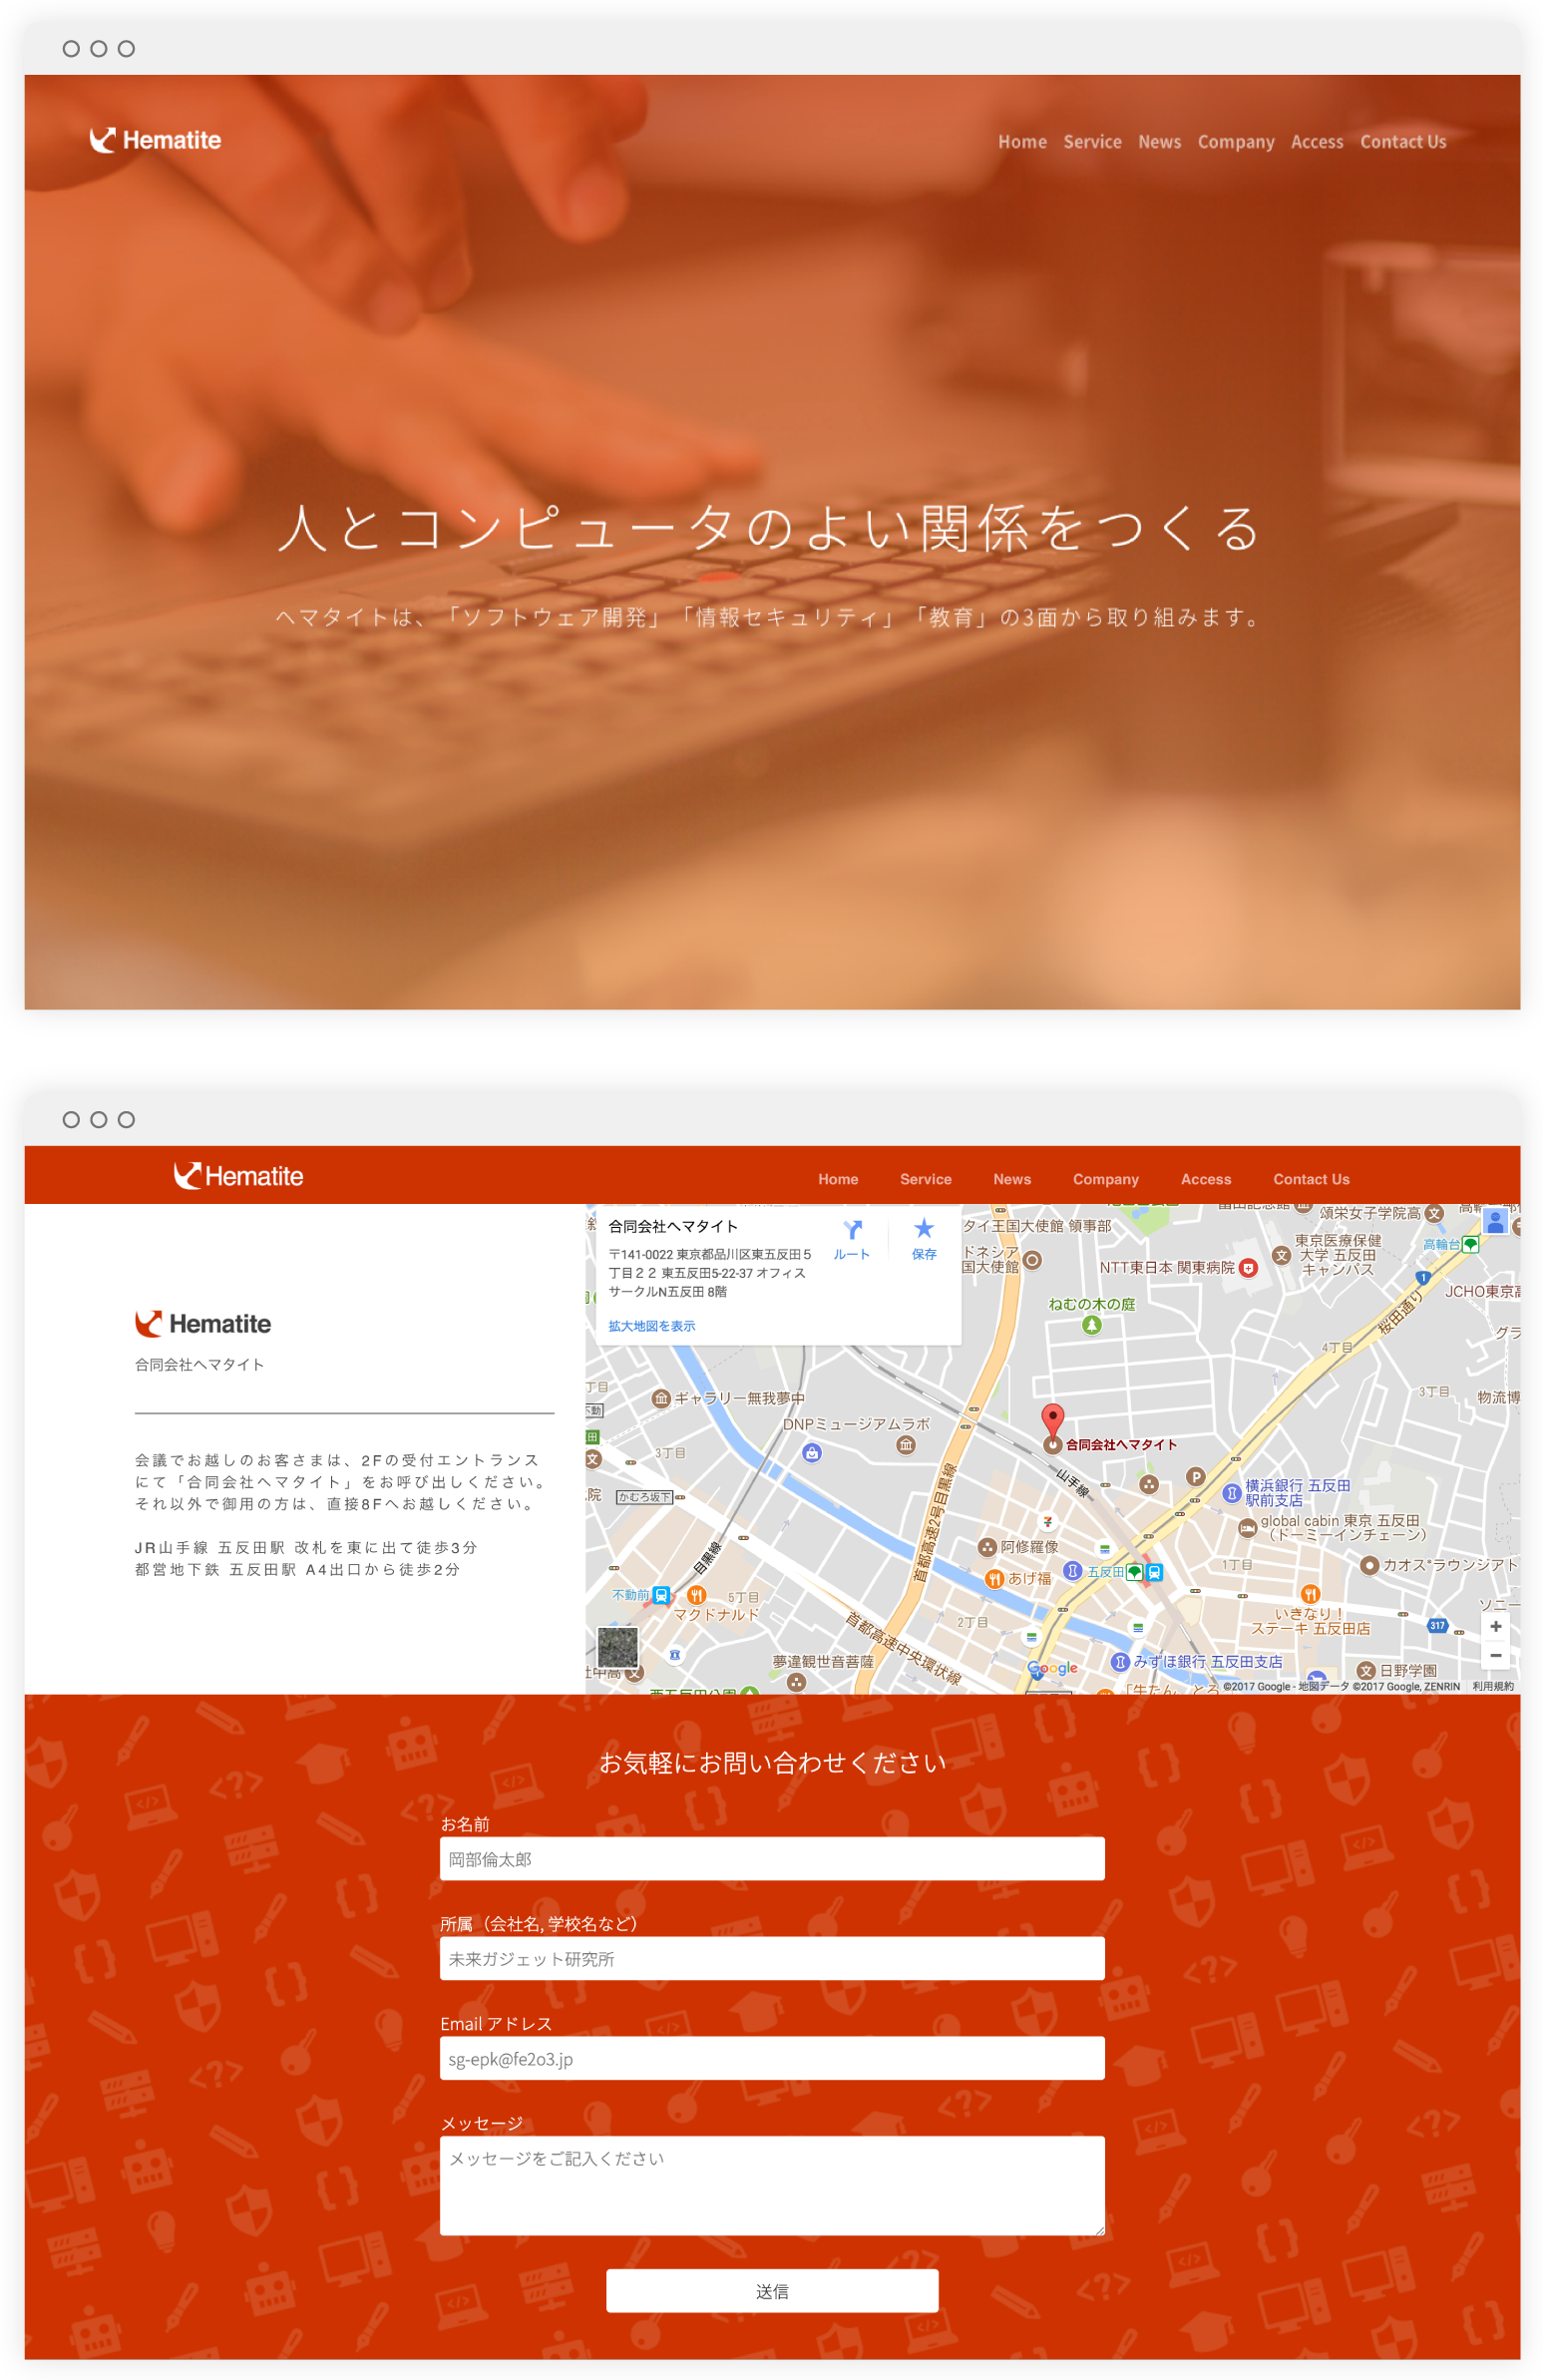 Hematite
Home Service News Company Access Contact Us
人とコンピュータのよい関係をつくる
ヘマタイトは、「ソフトウェア開発」「情報セキュリティ」「教育」の3面から取り組みます。
Hematite
Home Service News Company Access Contact Us
Hematite
合同会社ヘマタイト
会議でお越しのお客さまは、2Fの受付エントランス
にて「合同会社ヘマタイト」をお呼び出しください。
それ以外で御用の方は、直接8Fへお越しください。
JR山手線 五反田駅 改札を東に出て徒歩3分
都営地下鉄 五反田駅 A4出口から徒歩2分
合同会社ヘマタイト
〒141-0022 東京都品川区東五反田５
丁目２２ 東五反田5-22-37 オフィス
サークルN五反田 8階
拡大地図を表示
ルート
保存
タイ王国大使館 領事部
ドネシア
国大使館
NTT東日本 関東病院
ねむの木の庭
頌栄女子学院高
高輪台
東京医療保健
大学 五反田
キャンパス
1
JCHO東京高
桜田通り
グラ
4丁目
3丁目
物流博
ギャラリー無我夢中
DNPミュージアムラボ
3丁目
かむろ坂下
合同会社ヘマタイト
山手線
P
横浜銀行 五反田
駅前支店
global cabin 東京 五反田
（ドーミーインチェーン）
首都高速2号目黒線
目黒線
阿修羅像
あげ福
五反田
1丁目
カオス*ラウンジアト
不動前
5丁目
マクドナルド
2丁目
いきなり！
ステーキ 五反田店
ソニー
317
首都高速中央環状線
夢違観世音菩薩
みずほ銀行 五反田支店
日野学園
Google
©2017 Google - 地図データ ©2017 Google, ZENRIN 利用規約
お気軽にお問い合わせください
お名前
岡部倫太郎
所属（会社名, 学校名など）
未来ガジェット研究所
Email アドレス
sg-epk@fe2o3.jp
メッセージ
メッセージをご記入ください
送信